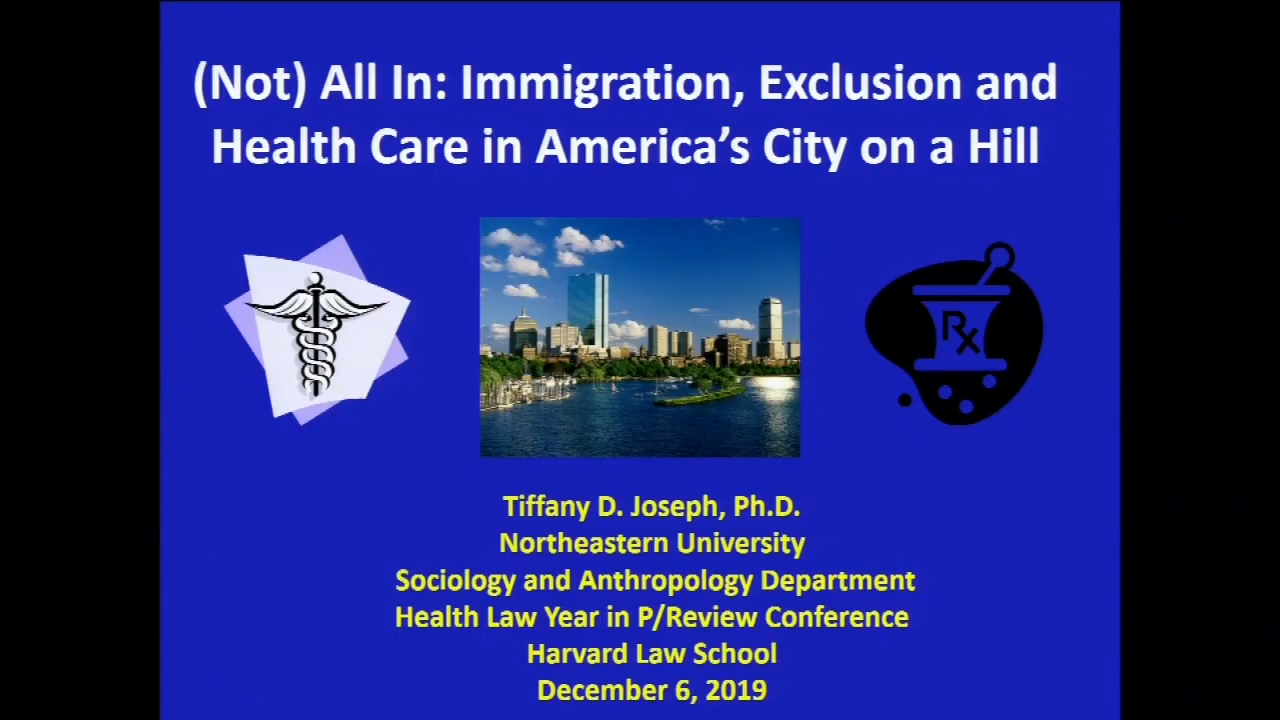 (Not) All In: Immigration, Exclusion and
Health Care in America's City on a Hill
Rx
Tiffany D. Joseph, Ph.D.
Northeastern University
Sociology and Anthropology Department
Health Law Year in P/Review Conference
Harvard Law School
December 6, 2019